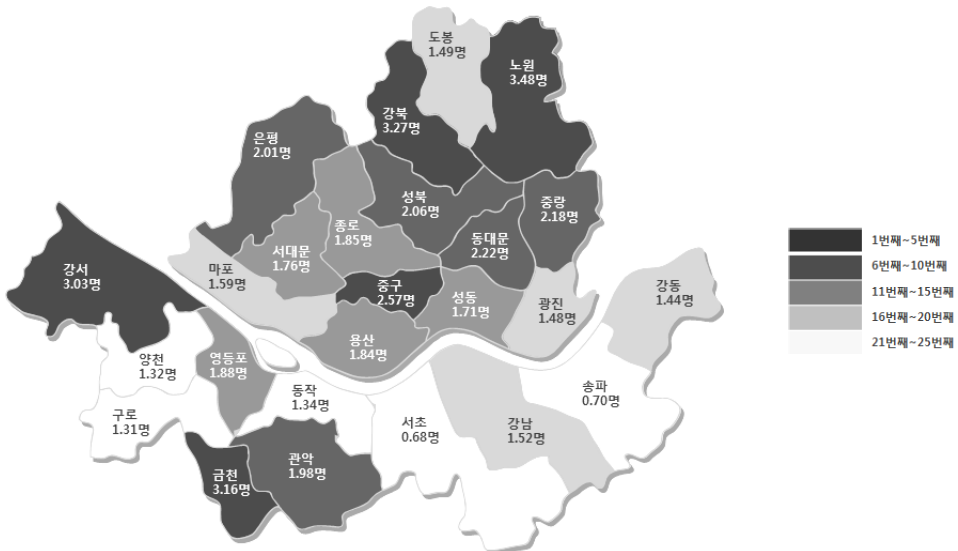 도봉
1.49명
노원
3.48명
강북
3.27명
은평
2.01명
성북
2.06명
중랑
2.18명
종로
1.85명
동대문
2.22명
서대문
1.76명
마포
1.59명
중구
2.57명
성동
1.71명
광진
1.48명
강동
1.44명
강서
3.03명
용산
1.84명
양천
1.32명
영등포
1.88명
동작
1.34명
송파
0.70명
구로
1.31명
서초
0.68명
강남
1.52명
금천
3.16명
관악
1.98명
1번째~5번째
6번째~10번째
11번째~15번째
16번째~20번째
21번째~25번째